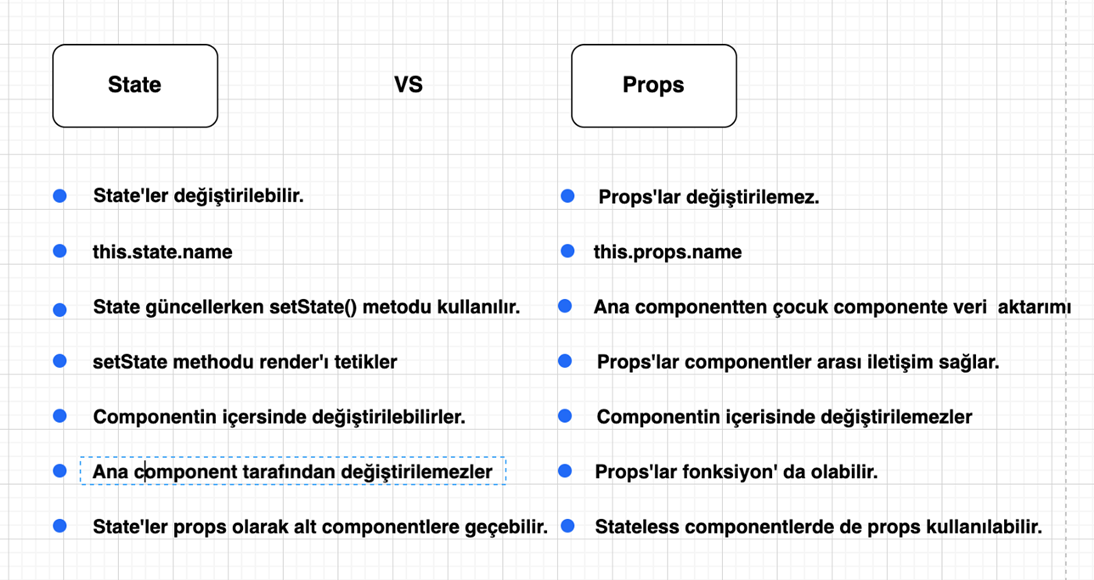 State
VS
Props
State'ler değiştirilebilir.
Props'lar değiştirilemez.
this.state.name
this.props.name
State güncellerken setState() metodu kullanılır.
Ana componentten çocuk componente veri  aktarımı
setState methodu render'ı tetikler
Props'lar componentler arası iletişim sağlar.
Componentin içersinde değiştirilebilirler.
Componentin içerisinde değiştirilemezler
Ana component tarafından değiştirilemezler
Props'lar fonksiyon' da olabilir.
State'ler props olarak alt componentlere geçebilir.
Stateless componentlerde de props kullanılabilir.